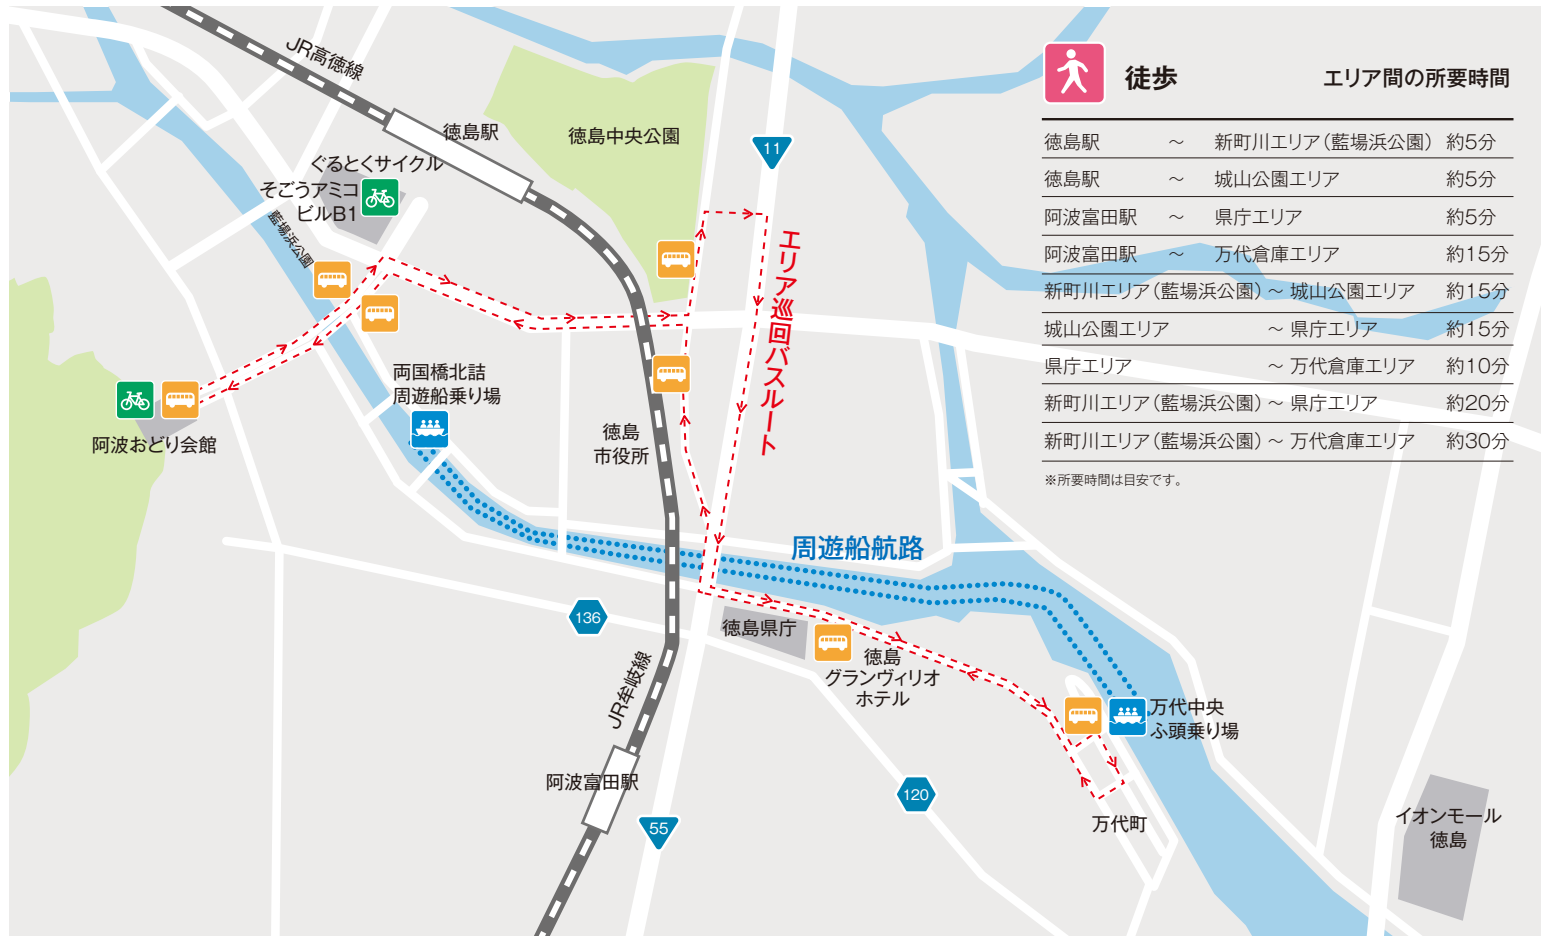 JR高徳線
徳島駅
徳島中央公園
11
ぐるとくサイクル
そごうアミコ
ビルB1
藍場浜公園
エリア巡回バスルート
両国橋北詰
周遊船乗り場
阿波おどり会館
徳島
市役所
周遊船航路
136
徳島県庁
徳島
グランヴィリオ
ホテル
JR牟岐線
万代中央
ふ頭乗り場
阿波富田駅
55
120
万代町
イオンモール
徳島
徒歩 エリア間の所要時間
徳島駅 ～ 新町川エリア（藍場浜公園） 約5分
徳島駅 ～ 城山公園エリア 約5分
阿波富田駅 ～ 県庁エリア 約5分
阿波富田駅 ～ 万代倉庫エリア 約15分
新町川エリア（藍場浜公園） ～ 城山公園エリア 約15分
城山公園エリア ～ 県庁エリア 約15分
県庁エリア ～ 万代倉庫エリア 約10分
新町川エリア（藍場浜公園） ～ 県庁エリア 約20分
新町川エリア（藍場浜公園） ～ 万代倉庫エリア 約30分
※所要時間は目安です。